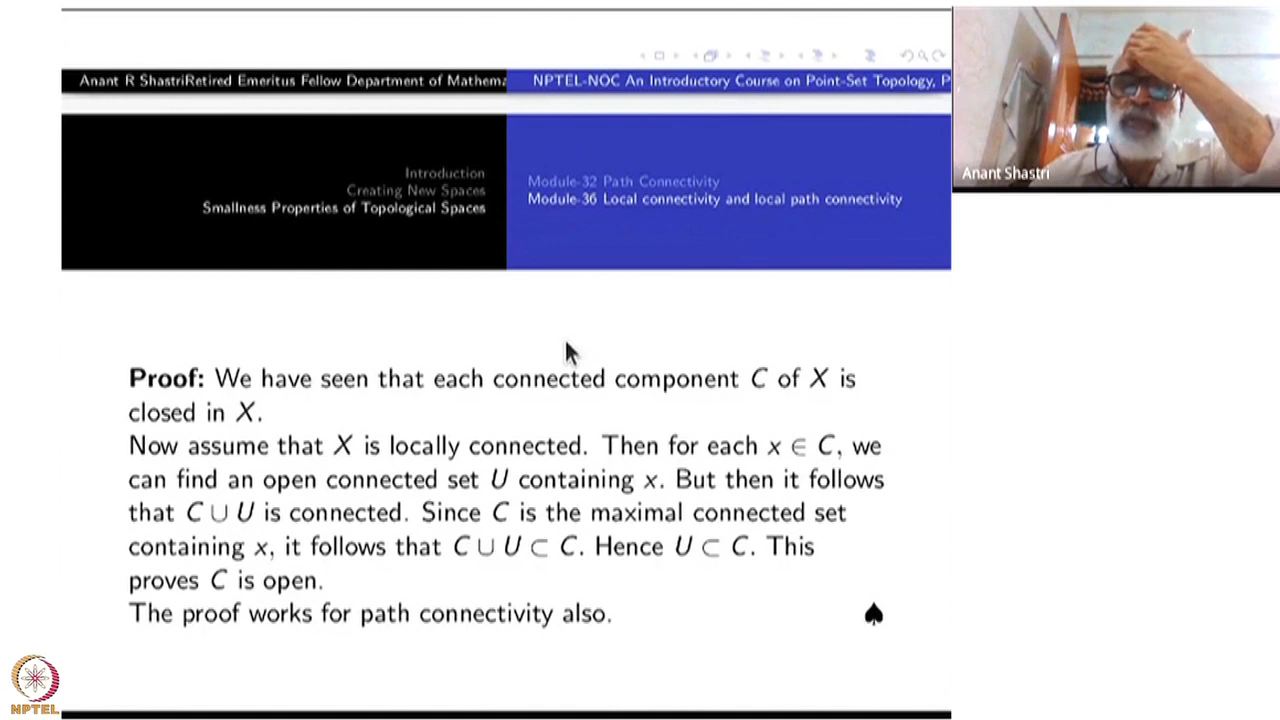 Anant R ShastriRetired Emeritus Fellow Department of Mathema
NPTEL-NOC An Introductory Course on Point-Set Topology, P
Introduction
Creating New Spaces
Smallness Properties of Topological Spaces
Module-32 Path Connectivity
Module-36 Local connectivity and local path connectivity
Anant Shastri
Proof: We have seen that each connected component C of X is
closed in X.
Now assume that X is locally connected. Then for each x ∈ C, we
can find an open connected set U containing x. But then it follows
that C ∪ U is connected. Since C is the maximal connected set
containing x, it follows that C ∪ U ⊂ C. Hence U ⊂ C. This
proves C is open.
The proof works for path connectivity also. ♠
NPTEL